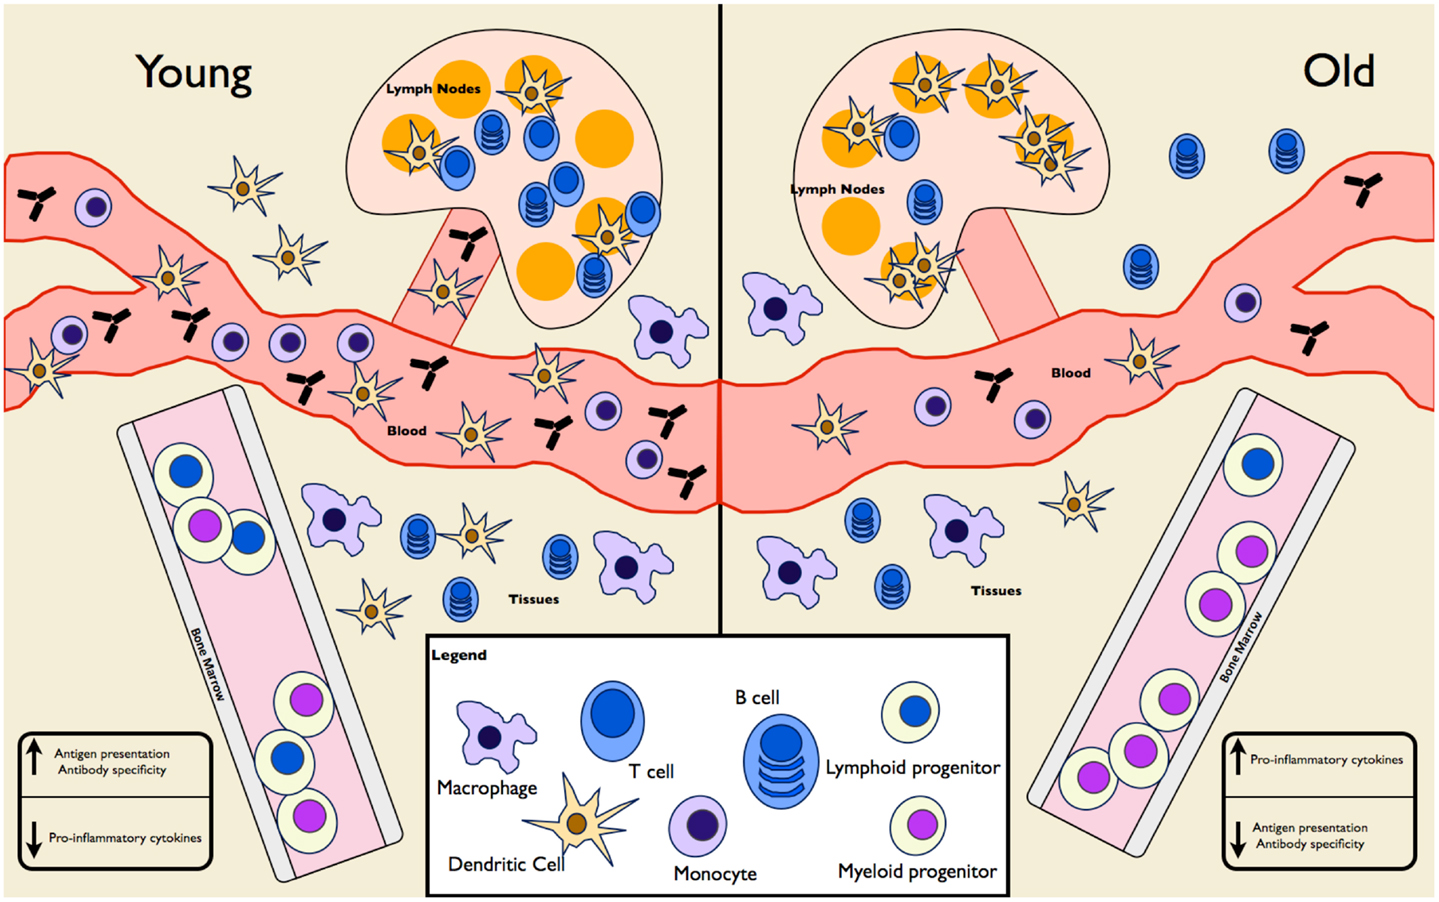 Young
Old
Lymph Nodes
Lymph Nodes
Blood
Blood
Tissues
Tissues
Bone Marrow
Bone Marrow
Antigen presentation
Antibody specificity
Pro-inflammatory cytokines
Pro-inflammatory cytokines
Antigen presentation
Antibody specificity
Legend
Macrophage
T cell
B cell
Lymphoid progenitor
Dendritic Cell
Monocyte
Myeloid progenitor